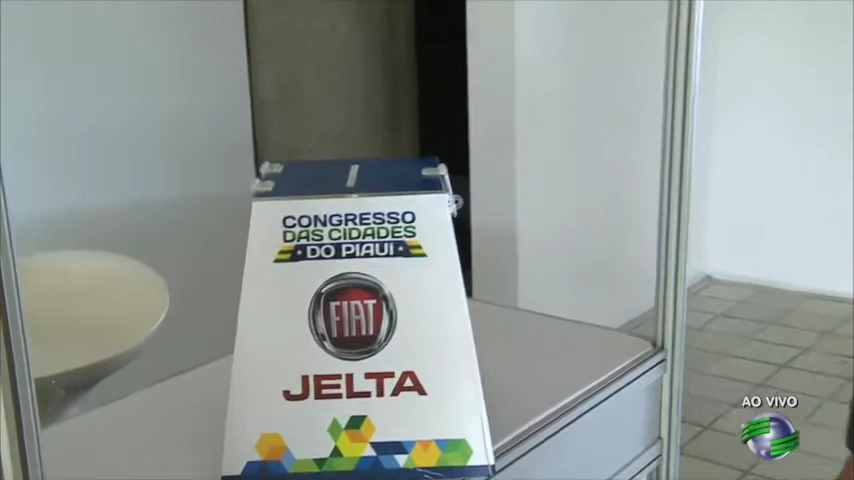 CONGRESSO
DAS CIDADES
DO PIAUÍ
FIAT
JELTA
AO VIVO